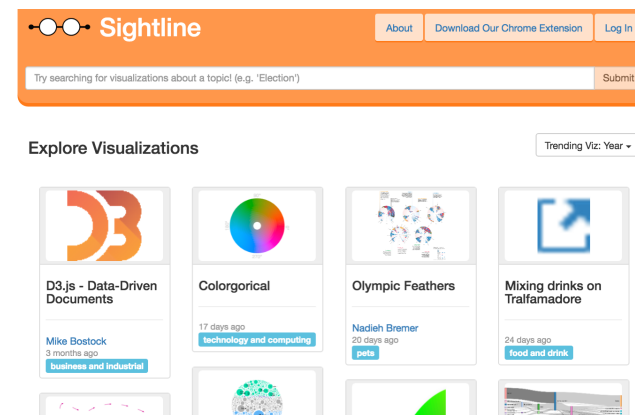 Sightline
About
Download Our Chrome Extension
Log In
Try searching for visualizations about a topic! (e.g. 'Election')
Submit
Explore Visualizations
Trending Viz: Year
D3.js - Data-Driven
Documents
Mike Bostock
3 months ago
business and industrial
Colorgorical
17 days ago
technology and computing
Olympic Feathers
Nadieh Bremer
20 days ago
pets
Mixing drinks on
Tralfamadore
24 days ago
food and drink